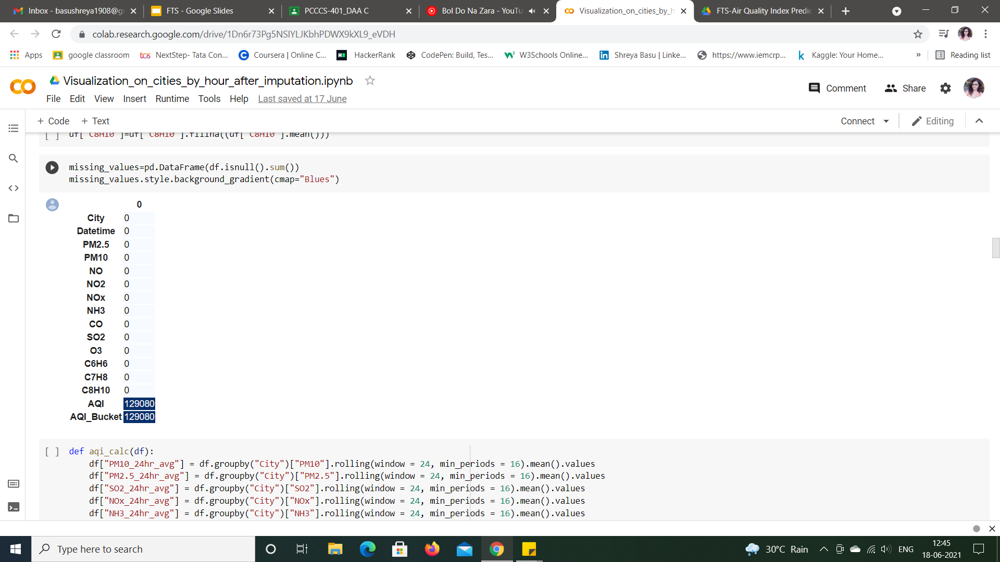 Inbox - basushreya1908@g
FTS - Google Slides
PCCCS-401_DAA C
Bol Do Na Zara - YouTu
Visualization_on_cities_by_h
FTS-Air Quality Index Predic
colab.research.google.com/drive/1Dn6r73Pg5NSIYLJKbhPDWX9kXL9_eVDH
Apps
google classroom
tcs NextStep- Tata Con...
Coursera | Online C...
HackerRank
CodePen: Build, Tes...
W3Schools Online...
Shreya Basu | Linke...
https://www.iemcrp...
Kaggle: Your Home...
» Reading list
Visualization_on_cities_by_hour_after_imputation.ipynb
Comment
Share
File Edit View Insert Runtime Tools Help Last saved at 17 June
+ Code + Text
Connect
Editing
[ ] df[ C8H10 ]=df[ C8H10 ].fillna((df[ C8H10 ].mean()))
missing_values=pd.DataFrame(df.isnull().sum())
missing_values.style.background_gradient(cmap="Blues")
0
City 0
Datetime 0
PM2.5 0
PM10 0
NO 0
NO2 0
NOx 0
NH3 0
CO 0
SO2 0
O3 0
C6H6 0
C7H8 0
C8H10 0
AQI 129080
AQI_Bucket 129080
[ ] def aqi_calc(df):
df["PM10_24hr_avg"] = df.groupby("City")["PM10"].rolling(window = 24, min_periods = 16).mean().values
df["PM2.5_24hr_avg"] = df.groupby("City")["PM2.5"].rolling(window = 24, min_periods = 16).mean().values
df["SO2_24hr_avg"] = df.groupby("City")["SO2"].rolling(window = 24, min_periods = 16).mean().values
df["NOx_24hr_avg"] = df.groupby("City")["NOx"].rolling(window = 24, min_periods = 16).mean().values
df["NH3_24hr_avg"] = df.groupby("City")["NH3"].rolling(window = 24, min_periods = 16).mean().values
Type here to search
30°C Rain
ENG
12:45
18-06-2021